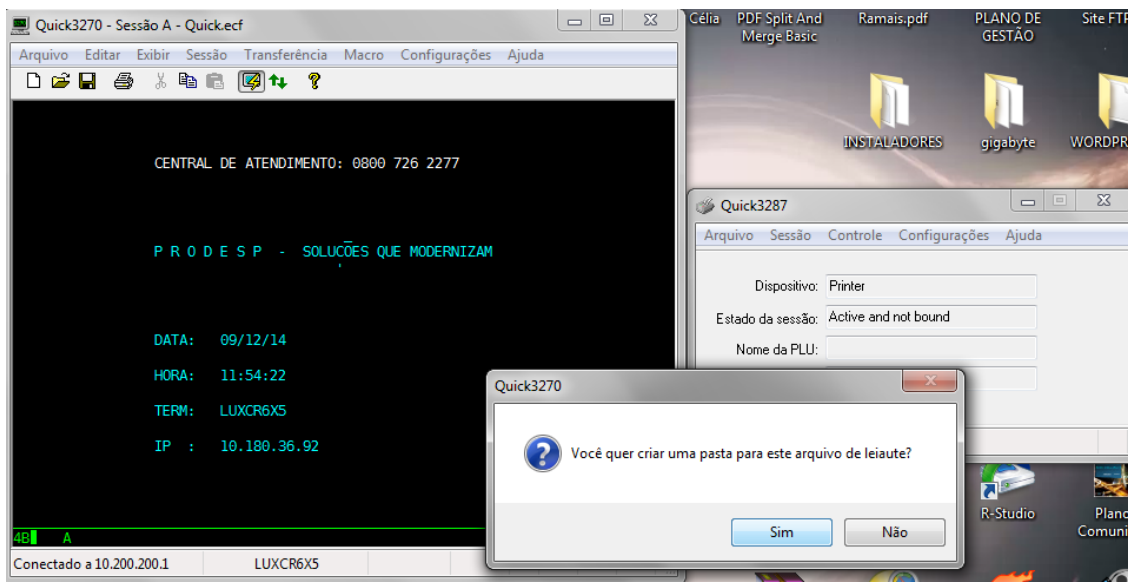 Quick3270 - Sessão A - Quick.ecf
Arquivo Editar Exibir Sessão Transferência Macro Configurações Ajuda
CENTRAL DE ATENDIMENTO: 0800 726 2277
P R O D E S P - SOLUCÕES QUE MODERNIZAM
DATA: 09/12/14
HORA: 11:54:22
TERM: LUXCR6X5
IP : 10.180.36.92
4B A
Conectado a 10.200.200.1 LUXCR6X5
Célia PDF Split And Merge Basic Ramais.pdf PLANO DE GESTÃO Site FTP
INSTALADORES gigabyte WORDPR
Quick3287
Arquivo Sessão Controle Configurações Ajuda
Dispositivo: Printer
Estado da sessão: Active and not bound
Nome da PLU:
Quick3270
Você quer criar uma pasta para este arquivo de leiaute?
Sim Não
R-Studio Plano Comuni